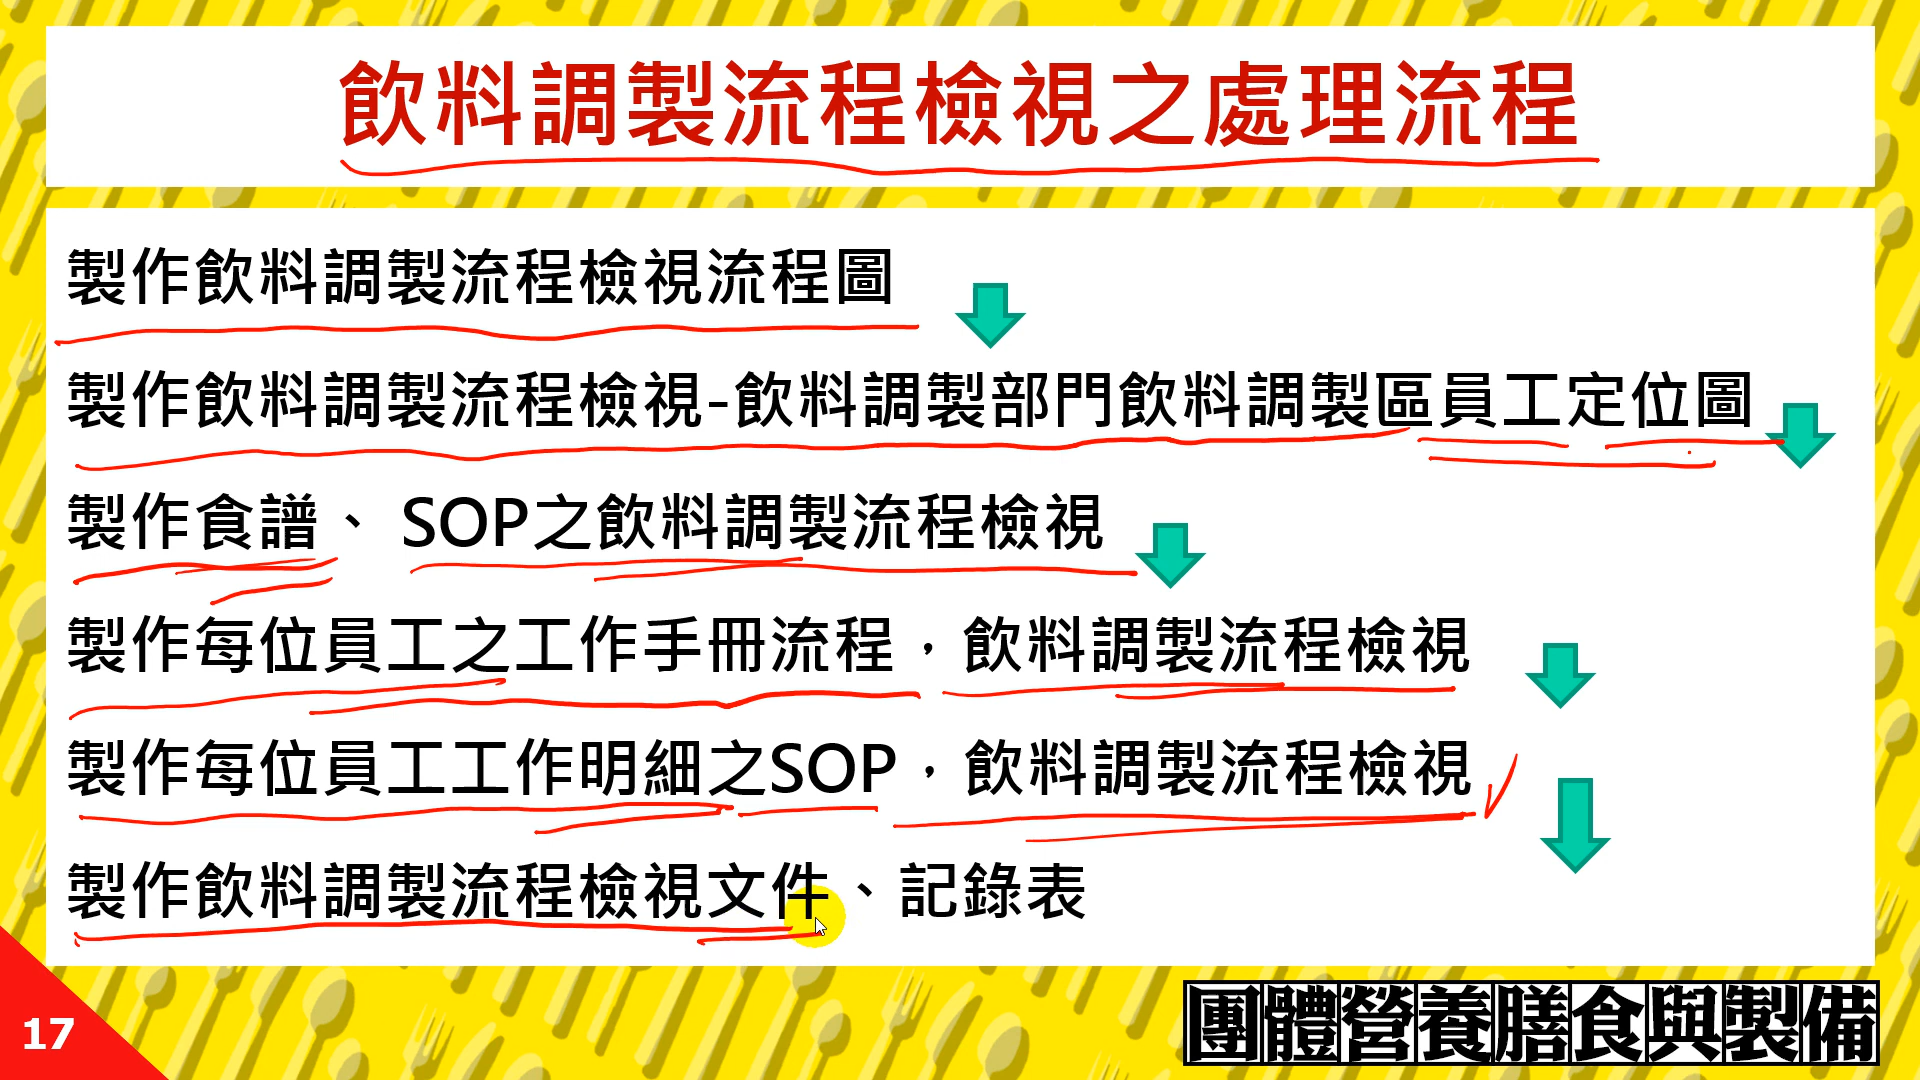 飲料調製流程檢視之處理流程
製作飲料調製流程檢視流程圖
製作飲料調製流程檢視-飲料調製部門飲料調製區員工定位圖
製作食譜、 SOP之飲料調製流程檢視
製作每位員工之工作手冊流程，飲料調製流程檢視
製作每位員工工作明細之SOP，飲料調製流程檢視
製作飲料調製流程檢視文件、記錄表
17
團體營養膳食與製備